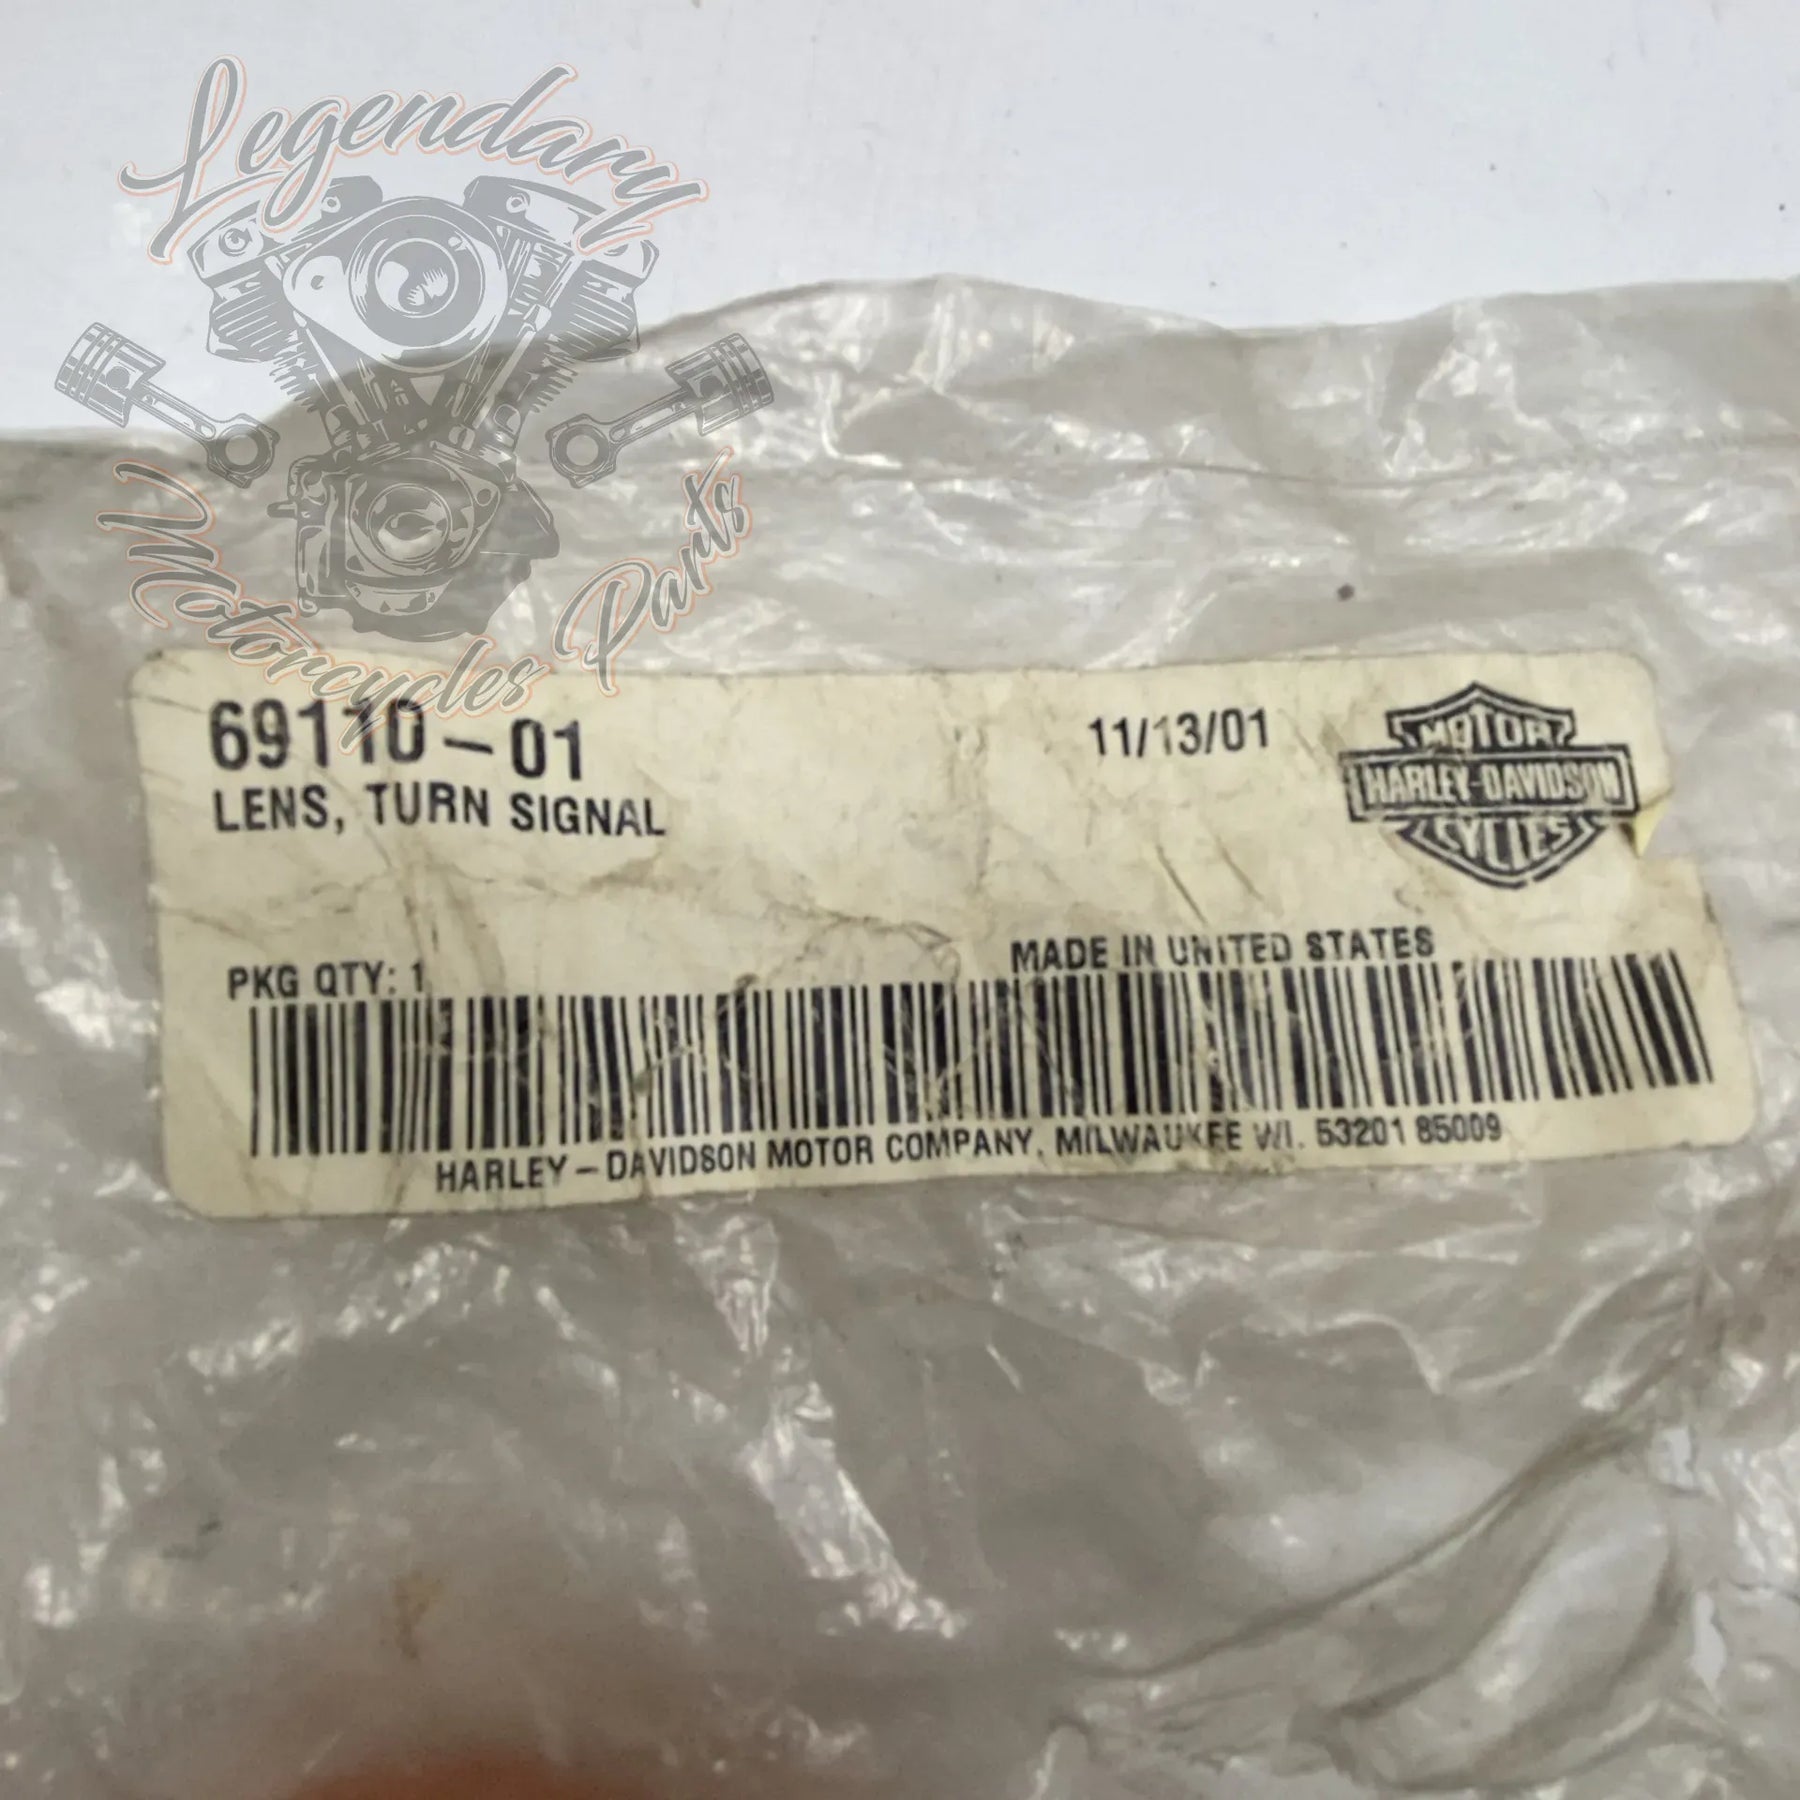 Legendary
Motorcycles Parts
69110-01
11/13/01
LENS, TURN SIGNAL
MOTOR
HARLEY-DAVIDSON
CYCLES
PKG QTY: 1
MADE IN UNITED STATES
HARLEY-DAVIDSON MOTOR COMPANY, MILWAUKEE WI. 53201 85009